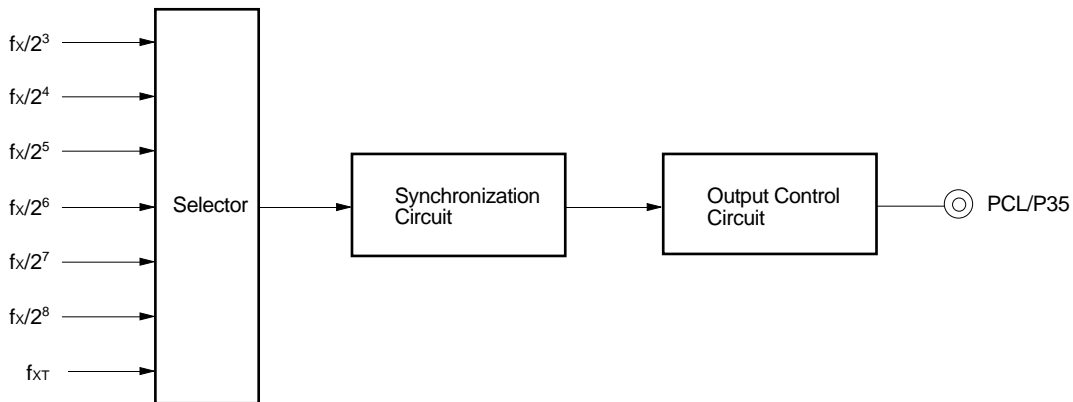 fX/2³
fX/2⁴
fX/2⁵
fX/2⁶
fX/2⁷
fX/2⁸
fXT
Selector
Synchronization
Circuit
Output Control
Circuit
PCL/P35